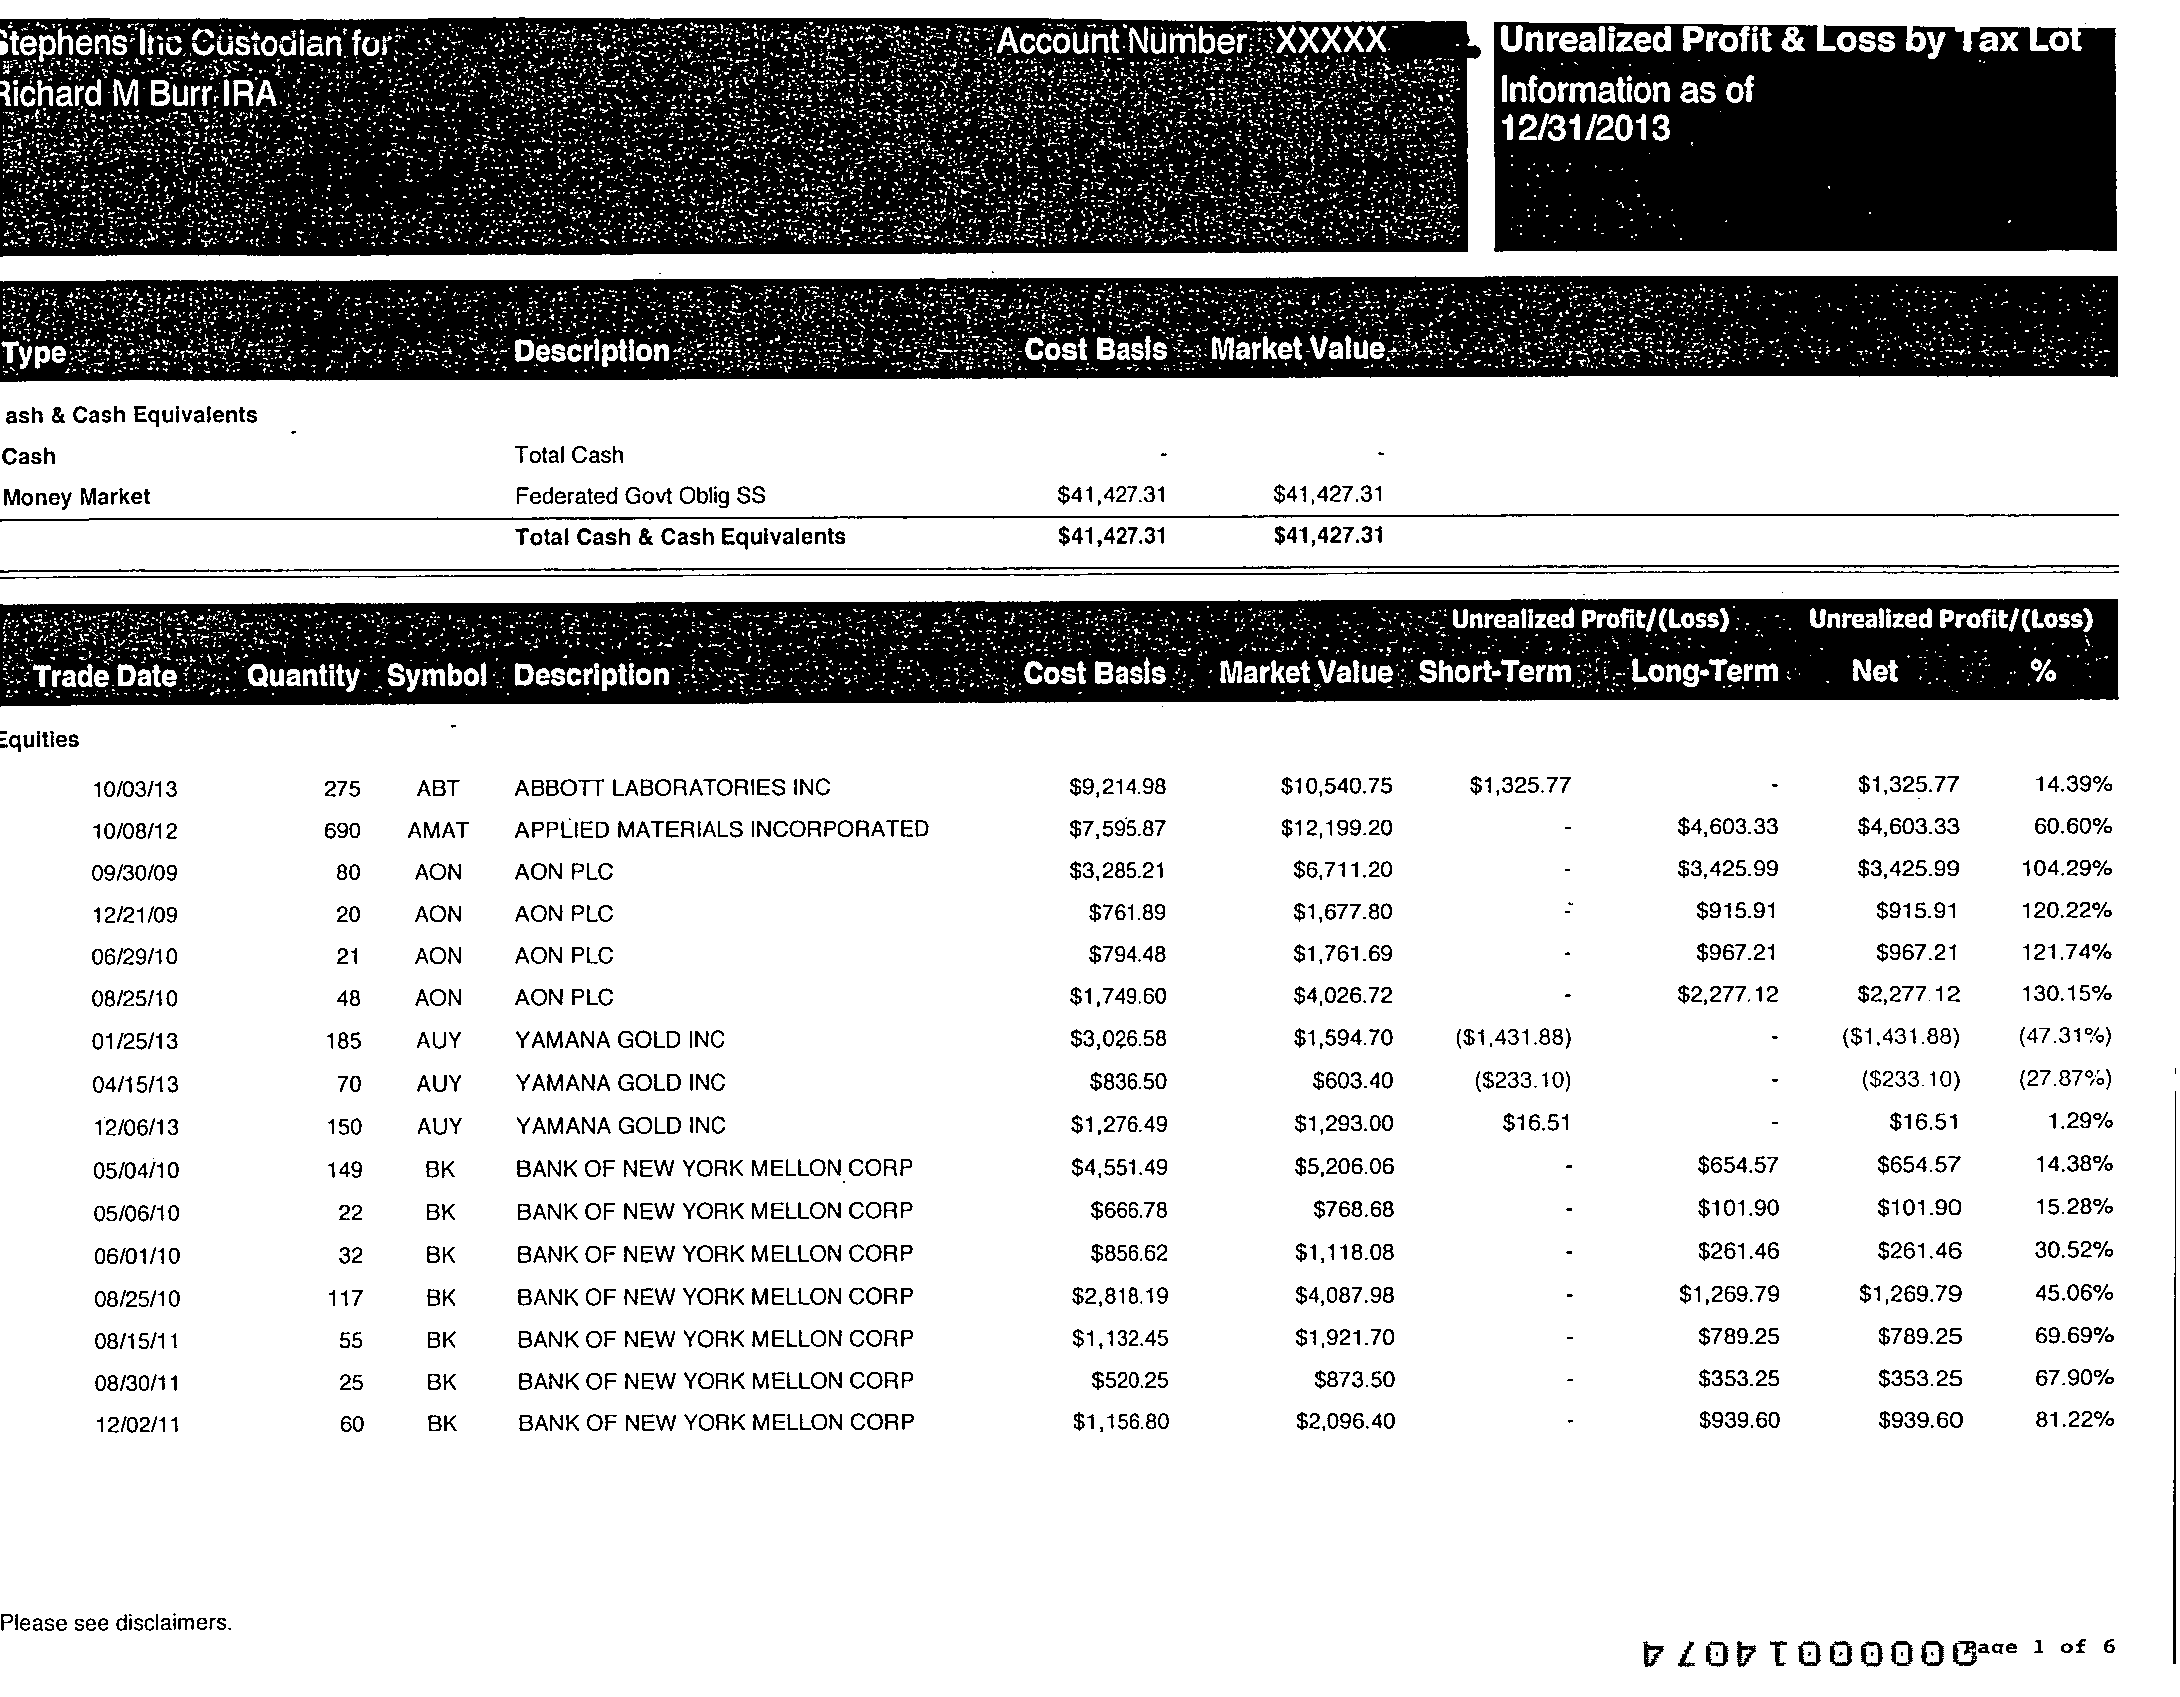 Stephens Inc Custodian for Account Number XXXXX
Richard M Burr IRA
Unrealized Profit & Loss by Tax Lot
Information as of
12/31/2013
Type Description Cost Basis Market Value
ash & Cash Equivalents
Cash Total Cash - -
Money Market Federated Govt Oblig SS $41,427.31 $41,427.31
Total Cash & Cash Equivalents $41,427.31 $41,427.31
Unrealized Profit/(Loss) Unrealized Profit/(Loss)
Trade Date Quantity Symbol Description Cost Basis Market Value Short-Term Long-Term Net %
Equities
10/03/13 275 ABT ABBOTT LABORATORIES INC $9,214.98 $10,540.75 $1,325.77 - $1,325.77 14.39%
10/08/12 690 AMAT APPLIED MATERIALS INCORPORATED $7,595.87 $12,199.20 - $4,603.33 $4,603.33 60.60%
09/30/09 80 AON AON PLC $3,285.21 $6,711.20 - $3,425.99 $3,425.99 104.29%
12/21/09 20 AON AON PLC $761.89 $1,677.80 - $915.91 $915.91 120.22%
06/29/10 21 AON AON PLC $794.48 $1,761.69 - $967.21 $967.21 121.74%
08/25/10 48 AON AON PLC $1,749.60 $4,026.72 - $2,277.12 $2,277.12 130.15%
01/25/13 185 AUY YAMANA GOLD INC $3,026.58 $1,594.70 ($1,431.88) - ($1,431.88) (47.31%)
04/15/13 70 AUY YAMANA GOLD INC $836.50 $603.40 ($233.10) - ($233.10) (27.87%)
12/06/13 150 AUY YAMANA GOLD INC $1,276.49 $1,293.00 $16.51 - $16.51 1.29%
05/04/10 149 BK BANK OF NEW YORK MELLON CORP $4,551.49 $5,206.06 - $654.57 $654.57 14.38%
05/06/10 22 BK BANK OF NEW YORK MELLON CORP $666.78 $768.68 - $101.90 $101.90 15.28%
06/01/10 32 BK BANK OF NEW YORK MELLON CORP $856.62 $1,118.08 - $261.46 $261.46 30.52%
08/25/10 117 BK BANK OF NEW YORK MELLON CORP $2,818.19 $4,087.98 - $1,269.79 $1,269.79 45.06%
08/15/11 55 BK BANK OF NEW YORK MELLON CORP $1,132.45 $1,921.70 - $789.25 $789.25 69.69%
08/30/11 25 BK BANK OF NEW YORK MELLON CORP $520.25 $873.50 - $353.25 $353.25 67.90%
12/02/11 60 BK BANK OF NEW YORK MELLON CORP $1,156.80 $2,096.40 - $939.60 $939.60 81.22%
Please see disclaimers.
Page 1 of 6